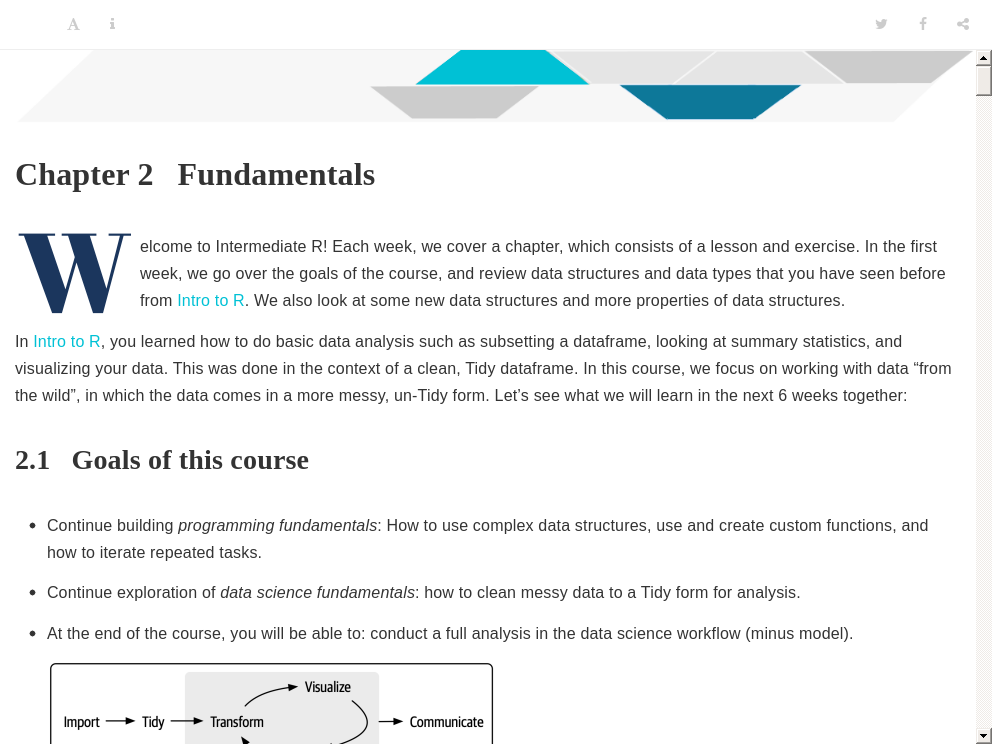 A i
Chapter 2 Fundamentals
Welcome to Intermediate R! Each week, we cover a chapter, which consists of a lesson and exercise. In the first
week, we go over the goals of the course, and review data structures and data types that you have seen before
from Intro to R. We also look at some new data structures and more properties of data structures.
In Intro to R, you learned how to do basic data analysis such as subsetting a dataframe, looking at summary statistics, and
visualizing your data. This was done in the context of a clean, Tidy dataframe. In this course, we focus on working with data “from
the wild”, in which the data comes in a more messy, un-Tidy form. Let’s see what we will learn in the next 6 weeks together:
2.1 Goals of this course
• Continue building programming fundamentals: How to use complex data structures, use and create custom functions, and
how to iterate repeated tasks.
• Continue exploration of data science fundamentals: how to clean messy data to a Tidy form for analysis.
• At the end of the course, you will be able to: conduct a full analysis in the data science workflow (minus model).
Visualize
Import Tidy Transform Communicate